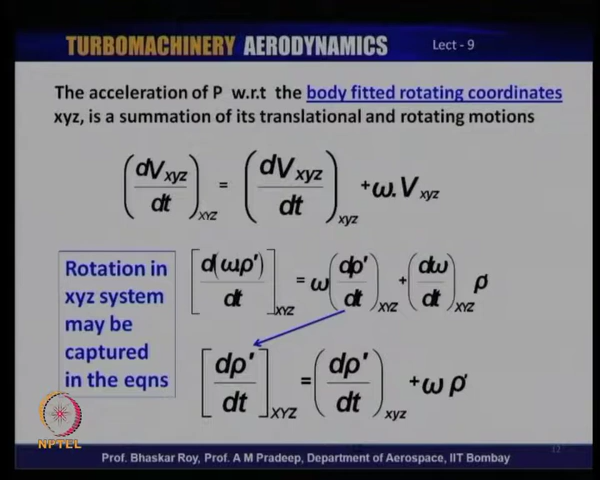 TURBOMACHINERY AERODYNAMICS Lect - 9
The acceleration of P w.r.t the body fitted rotating coordinates
xyz, is a summation of its translational and rotating motions
(dVxyz/dt)XYZ = (dVxyz/dt)xyz + ω.Vxyz
Rotation in
xyz system
may be
captured
in the eqns
[d(ωρ')/dt]XYZ = ω(dρ'/dt)XYZ + (dω/dt)XYZ ρ'
[dρ'/dt]XYZ = (dρ'/dt)xyz + ωρ'
NPTEL
12
Prof. Bhaskar Roy, Prof. A M Pradeep, Department of Aerospace, IIT Bombay